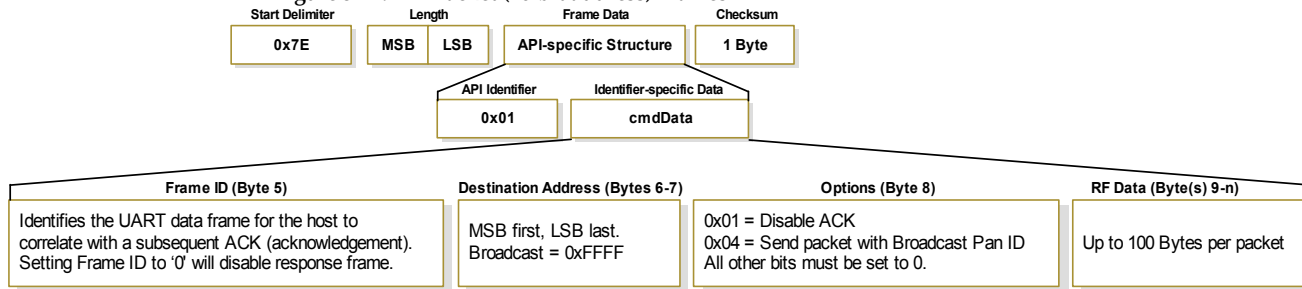 Start Delimiter
Length
Frame Data
Checksum
0x7E
MSB
LSB
API-specific Structure
1 Byte
API Identifier
Identifier-specific Data
0x01
cmdData
Frame ID (Byte 5)
Identifies the UART data frame for the host to
correlate with a subsequent ACK (acknowledgement).
Setting Frame ID to ‘0' will disable response frame.
Destination Address (Bytes 6-7)
MSB first, LSB last.
Broadcast = 0xFFFF
Options (Byte 8)
0x01 = Disable ACK
0x04 = Send packet with Broadcast Pan ID
All other bits must be set to 0.
RF Data (Byte(s) 9-n)
Up to 100 Bytes per packet